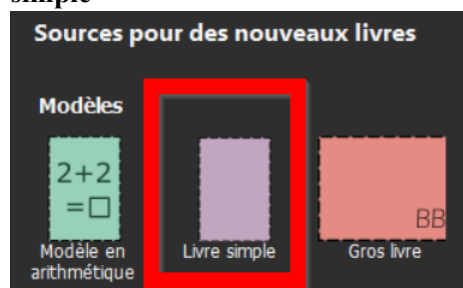 Sources pour des nouveaux livres
Modèles
2+2
=□
BB
Modèle en
arithmétique
Livre simple
Gros livre